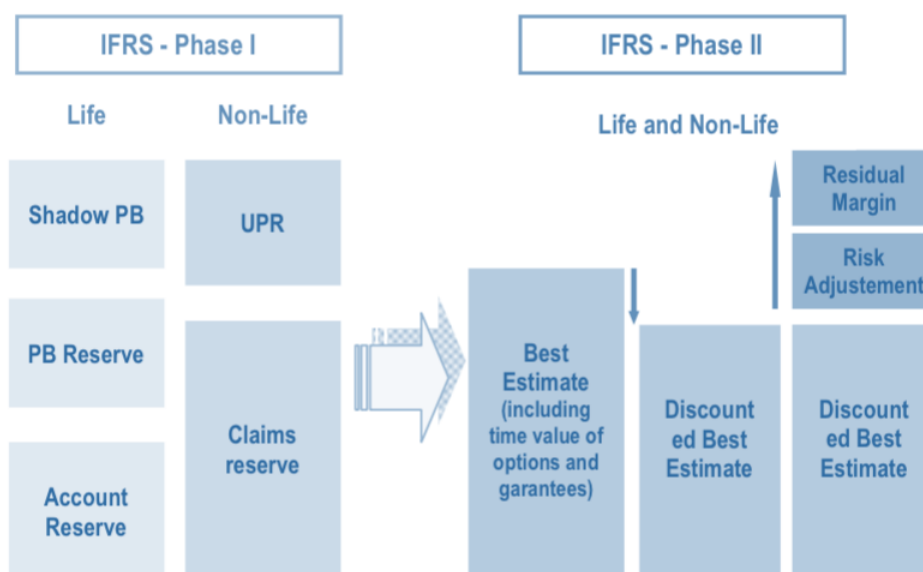 IFRS - Phase I
IFRS - Phase II
Life
Non-Life
Life and Non-Life
Shadow PB
UPR
PB Reserve
Claims
reserve
Account
Reserve
Best
Estimate
(including
time value of
options and
garantees)
Discount
ed Best
Estimate
Residual
Margin
Risk
Adjustement
Discount
ed Best
Estimate